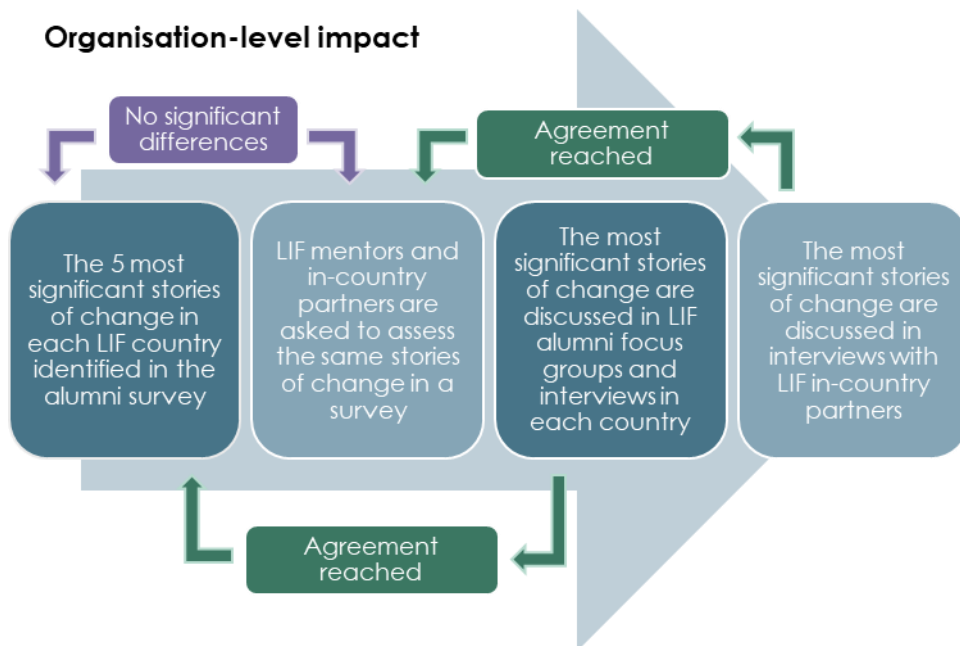 Organisation-level impact
No significant
differences
Agreement
reached
The 5 most
significant stories
of change in
each LIF country
identified in the
alumni survey
LIF mentors and
in-country
partners are
asked to assess
the same stories
of change in a
survey
The most
significant stories
of change are
discussed in LIF
alumni focus
groups and
interviews in
each country
The most
significant stories
of change are
discussed in
interviews with
LIF in-country
partners
Agreement
reached